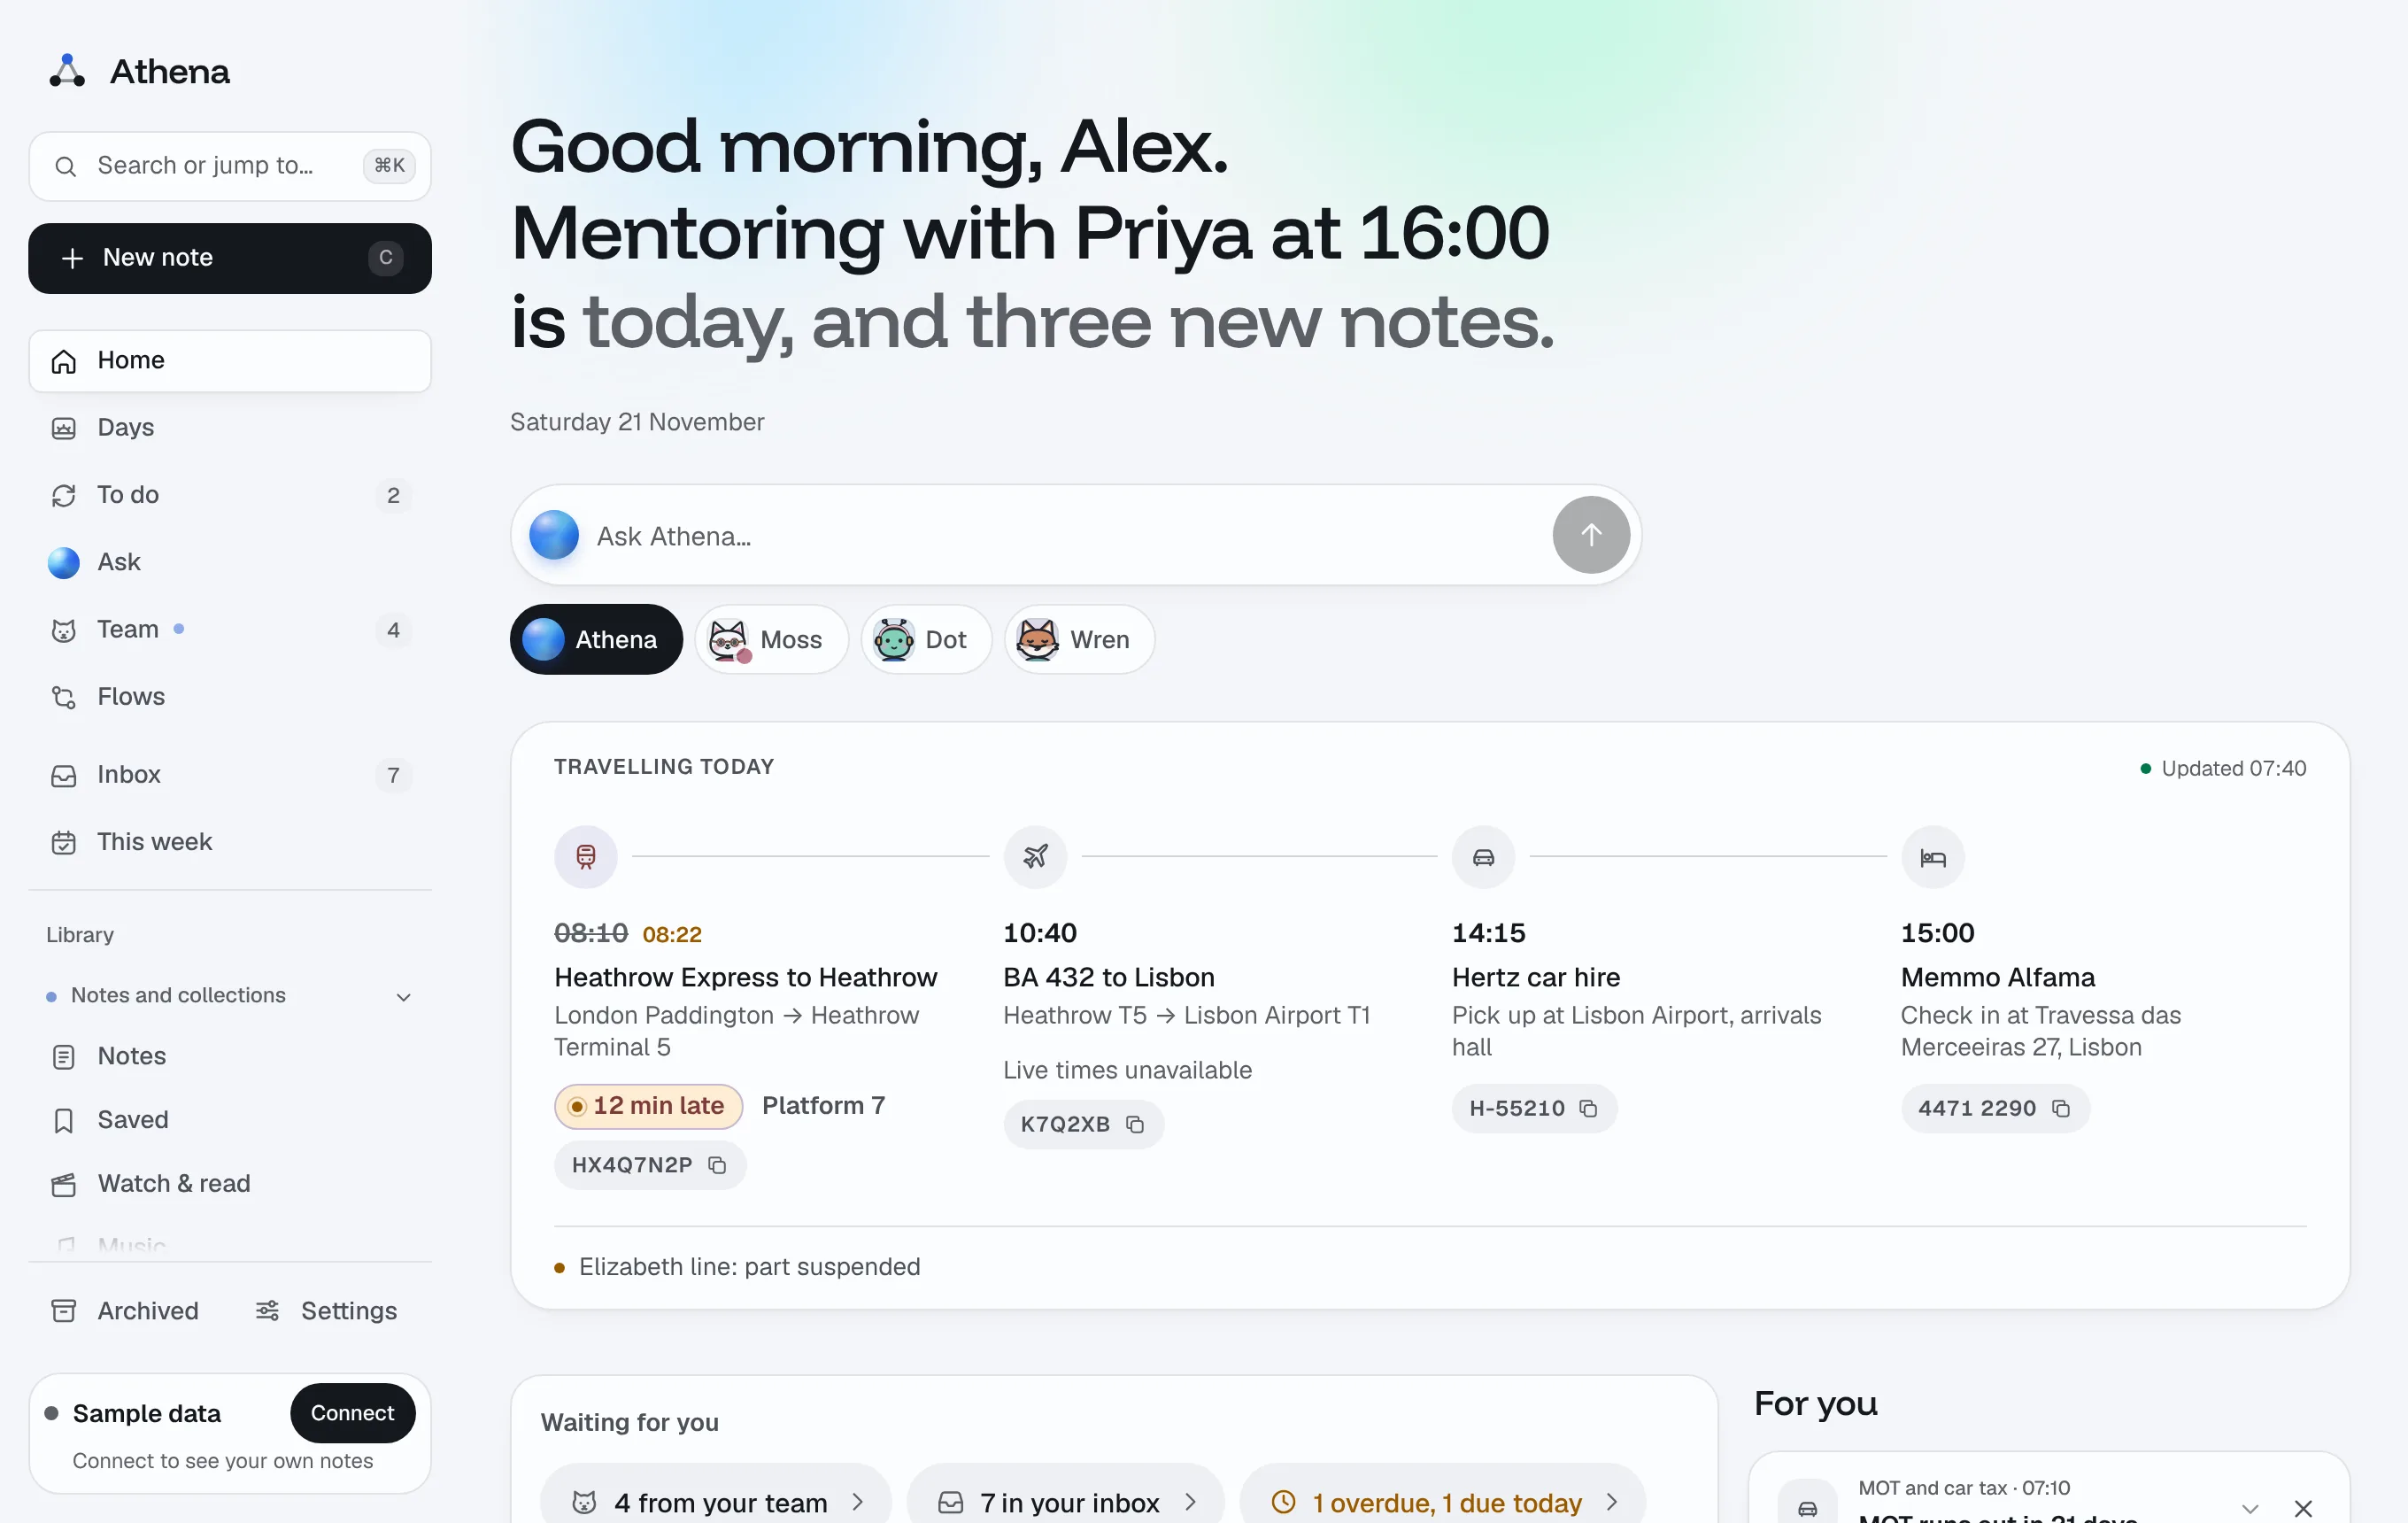 Athena
Search or jump to...
⌘K
New note
C
Home
Days
To do
2
Ask
Team
4
Flows
Inbox
7
This week
Library
Notes and collections
Notes
Saved
Watch & read
Music
Archived
Settings
Sample data
Connect
Connect to see your own notes
Good morning, Alex.
Mentoring with Priya at 16:00
is today, and three new notes.
Saturday 21 November
Ask Athena...
Athena
Moss
Dot
Wren
TRAVELLING TODAY
Updated 07:40
08:10 08:22
Heathrow Express to Heathrow
London Paddington → Heathrow
Terminal 5
12 min late
Platform 7
HX4Q7N2P
10:40
BA 432 to Lisbon
Heathrow T5 → Lisbon Airport T1
Live times unavailable
K7Q2XB
14:15
Hertz car hire
Pick up at Lisbon Airport, arrivals
hall
H-55210
15:00
Memmo Alfama
Check in at Travessa das
Merceeiras 27, Lisbon
4471 2290
Elizabeth line: part suspended
Waiting for you
4 from your team
7 in your inbox
1 overdue, 1 due today
For you
MOT and car tax · 07:10
MOT runs out in 21 days